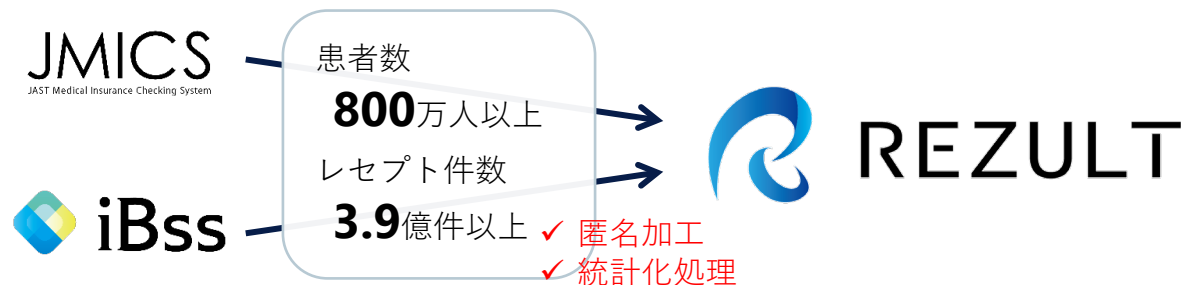 JMICS
JAST Medical Insurance Checking System
iBss
患者数
800万人以上
レセプト件数
3.9億件以上
✓ 匿名加工
✓ 統計化処理
REZULT